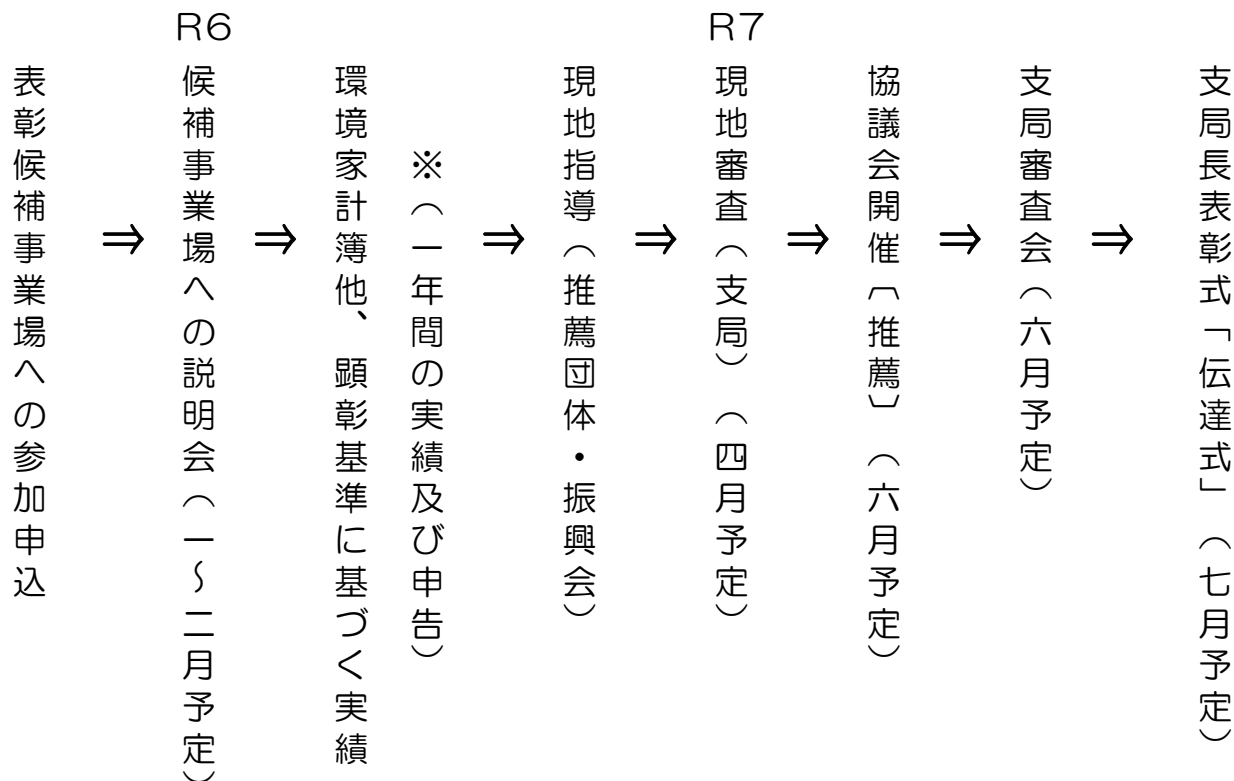 表彰候補事業場への参加申込
⇒
R6
候補事業場への説明会（一～二月予定）
⇒
環境家計簿他、顕彰基準に基づく実績
※（一年間の実績及び申告）
⇒
現地指導（推薦団体・振興会）
⇒
R7
現地審査（支局）（四月予定）
⇒
協議会開催〔推薦〕（六月予定）
⇒
支局審査会（六月予定）
⇒
支局長表彰式「伝達式」（七月予定）